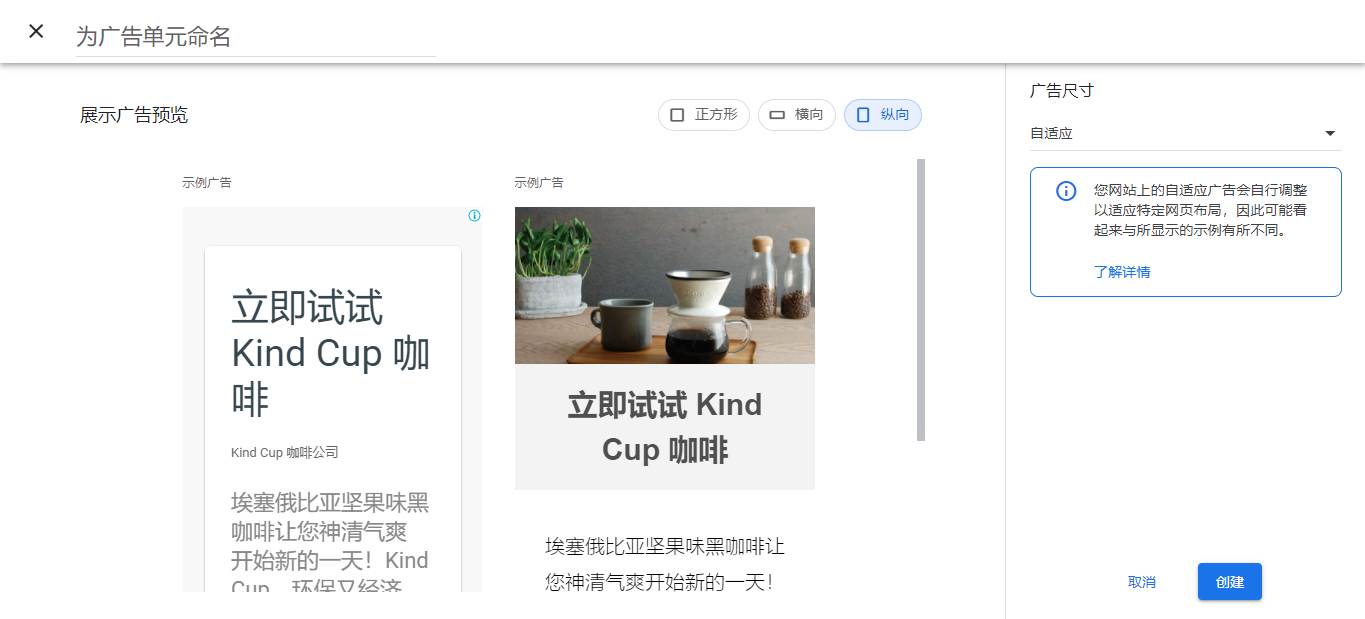 为广告单元命名
展示广告预览
正方形
横向
纵向
示例广告
立即试试
Kind Cup 咖
啡
Kind Cup 咖啡公司
埃塞俄比亚坚果味黑
咖啡让您神清气爽
开始新的一天！Kind
Cup，环保又经济
示例广告
立即试试 Kind
Cup 咖啡
埃塞俄比亚坚果味黑咖啡让
您神清气爽开始新的一天！
广告尺寸
自适应
您网站上的自适应广告会自行调整
以适应特定网页布局，因此可能看
起来与所显示的示例有所不同。
了解详情
取消
创建